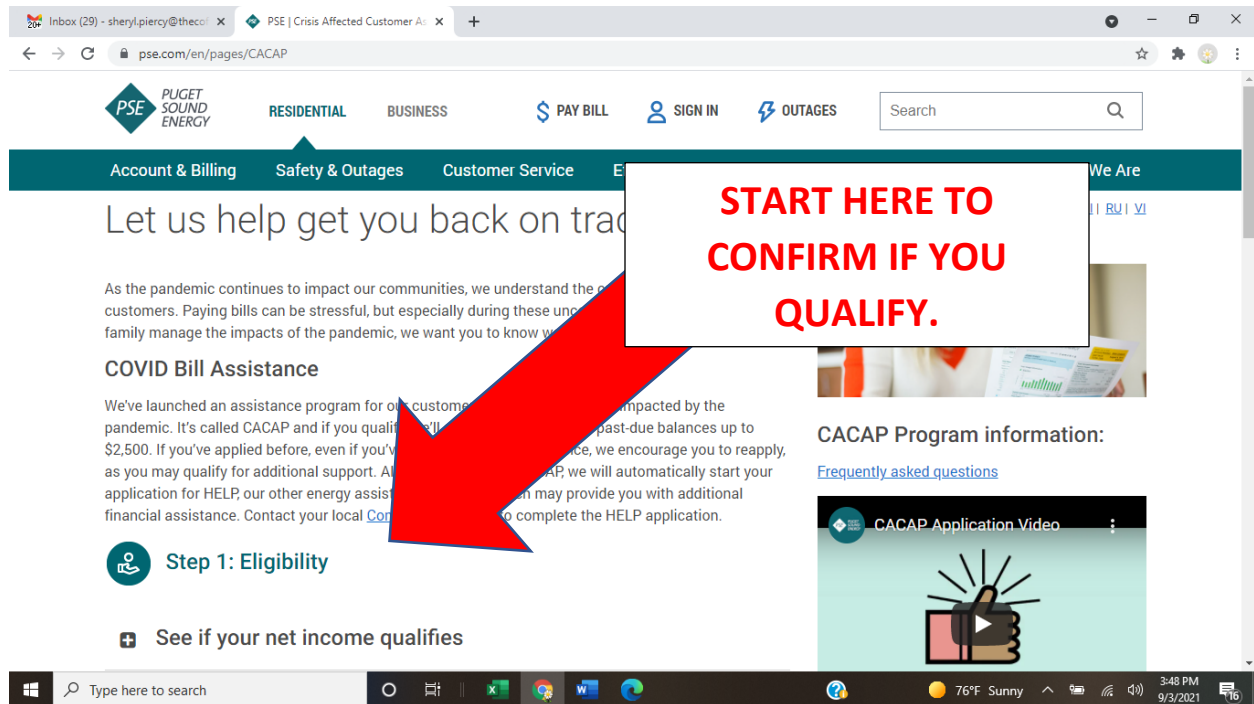 20+
Inbox (29) - sheryl.piercy@theco
PSE | Crisis Affected Customer As
pse.com/en/pages/CACAP
PSE
PUGET
SOUND
ENERGY
RESIDENTIAL
BUSINESS
$ PAY BILL
SIGN IN
OUTAGES
Search
Account & Billing
Safety & Outages
Customer Service
We Are
START HERE TO
CONFIRM IF YOU
QUALIFY.
Let us help get you back on
| RU | VI
As the pandemic continues to impact our communities, we understand the
customers. Paying bills can be stressful, but especially during these
family manage the impacts of the pandemic, we want you to know
COVID Bill Assistance
We've launched an assistance program for our impacted by the
pandemic. It's called CACAP and if you past-due balances up to
$2,500. If you've applied before, even if we encourage you to reapply,
as you may qualify for additional support. we will automatically start your
application for HELP, our other energy may provide you with additional
financial assistance. Contact your local to complete the HELP application.
Step 1: Eligibility
See if your net income qualifies
CACAP Program information:
Frequently asked questions
CACAP Application Video
Type here to search
76°F Sunny
3:48 PM
9/3/2021
16